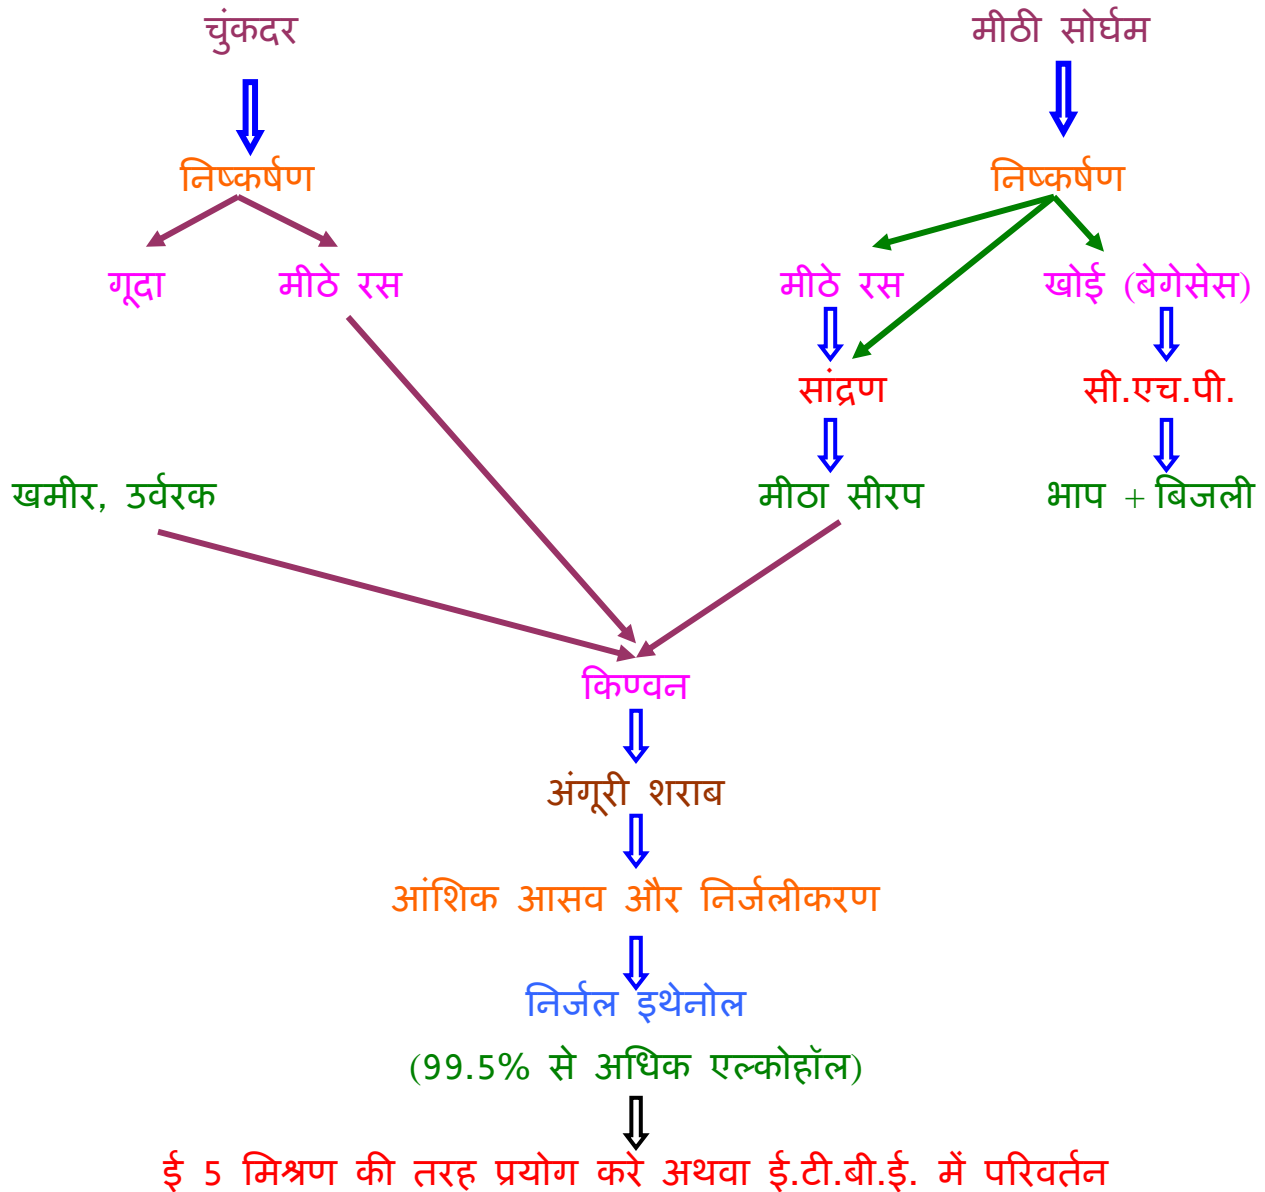 चुंकदर
मीठी सोर्घम
निष्कर्षण
निष्कर्षण
गूदा
मीठे रस
मीठे रस
खोई (बेगेसेस)
सांद्रण
सी.एच.पी.
खमीर, उर्वरक
मीठा सीरप
भाप + बिजली
किण्वन
अंगूरी शराब
आंशिक आसव और निर्जलीकरण
निर्जल इथेनोल
(99.5% से अधिक एल्कोहॉल)
ई 5 मिश्रण की तरह प्रयोग करे अथवा ई.टी.बी.ई. में परिवर्तन